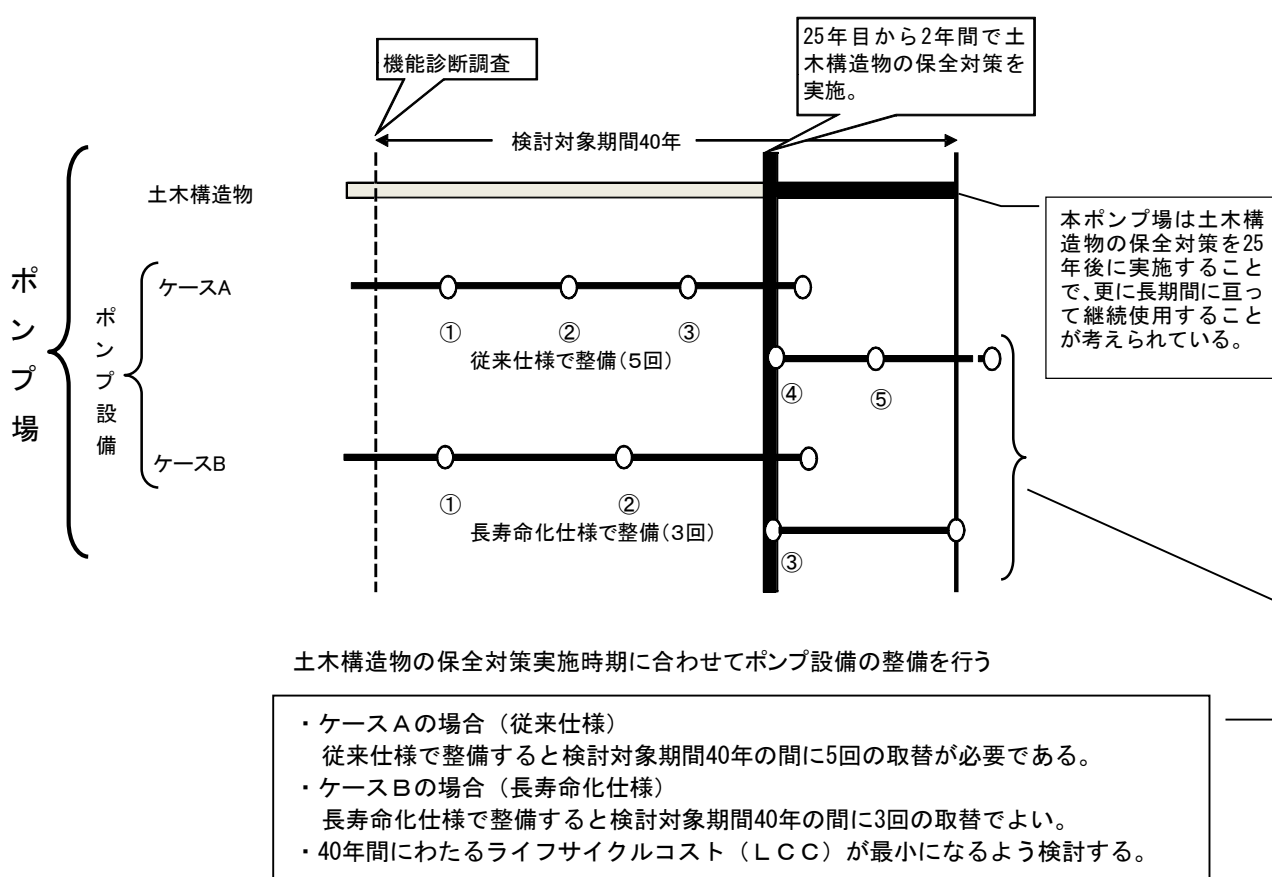 機能診断調査
25年目から2年間で土
木構造物の保全対策を
実施。
検討対象期間40年
土木構造物
本ポンプ場は土木構
造物の保全対策を25
年後に実施すること
で、更に長期間に亘っ
て継続使用すること
が考えられている。
ポンプ場
ポンプ設備
ケースA
①
②
③
従来仕様で整備(5回)
④
⑤
ケースB
①
②
長寿命化仕様で整備(3回)
③
土木構造物の保全対策実施時期に合わせてポンプ設備の整備を行う
・ケースAの場合(従来仕様)
従来仕様で整備すると検討対象期間40年の間に5回の取替が必要である。
・ケースBの場合(長寿命化仕様)
長寿命化仕様で整備すると検討対象期間40年の間に3回の取替でよい。
・40年間にわたるライフサイクルコスト(LCC)が最小になるよう検討する。